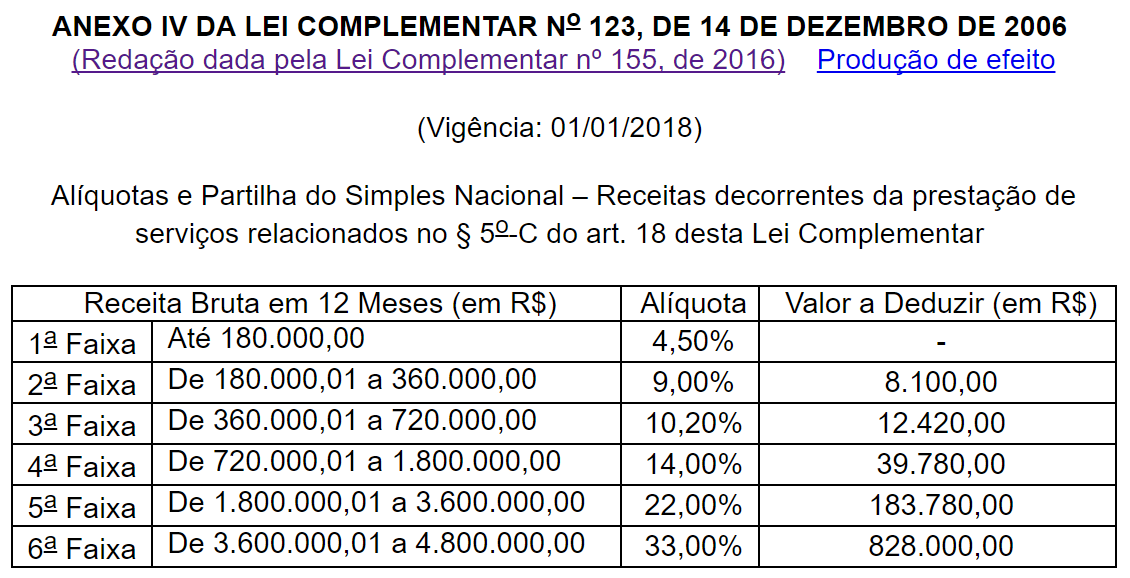 ANEXO IV DA LEI COMPLEMENTAR Nº 123, DE 14 DE DEZEMBRO DE 2006
(Redação dada pela Lei Complementar nº 155, de 2016) Produção de efeito
(Vigência: 01/01/2018)
Alíquotas e Partilha do Simples Nacional – Receitas decorrentes da prestação de
serviços relacionados no § 5º-C do art. 18 desta Lei Complementar
Receita Bruta em 12 Meses (em R$) Alíquota Valor a Deduzir (em R$)
1ª Faixa Até 180.000,00 4,50% -
2ª Faixa De 180.000,01 a 360.000,00 9,00% 8.100,00
3ª Faixa De 360.000,01 a 720.000,00 10,20% 12.420,00
4ª Faixa De 720.000,01 a 1.800.000,00 14,00% 39.780,00
5ª Faixa De 1.800.000,01 a 3.600.000,00 22,00% 183.780,00
6ª Faixa De 3.600.000,01 a 4.800.000,00 33,00% 828.000,00